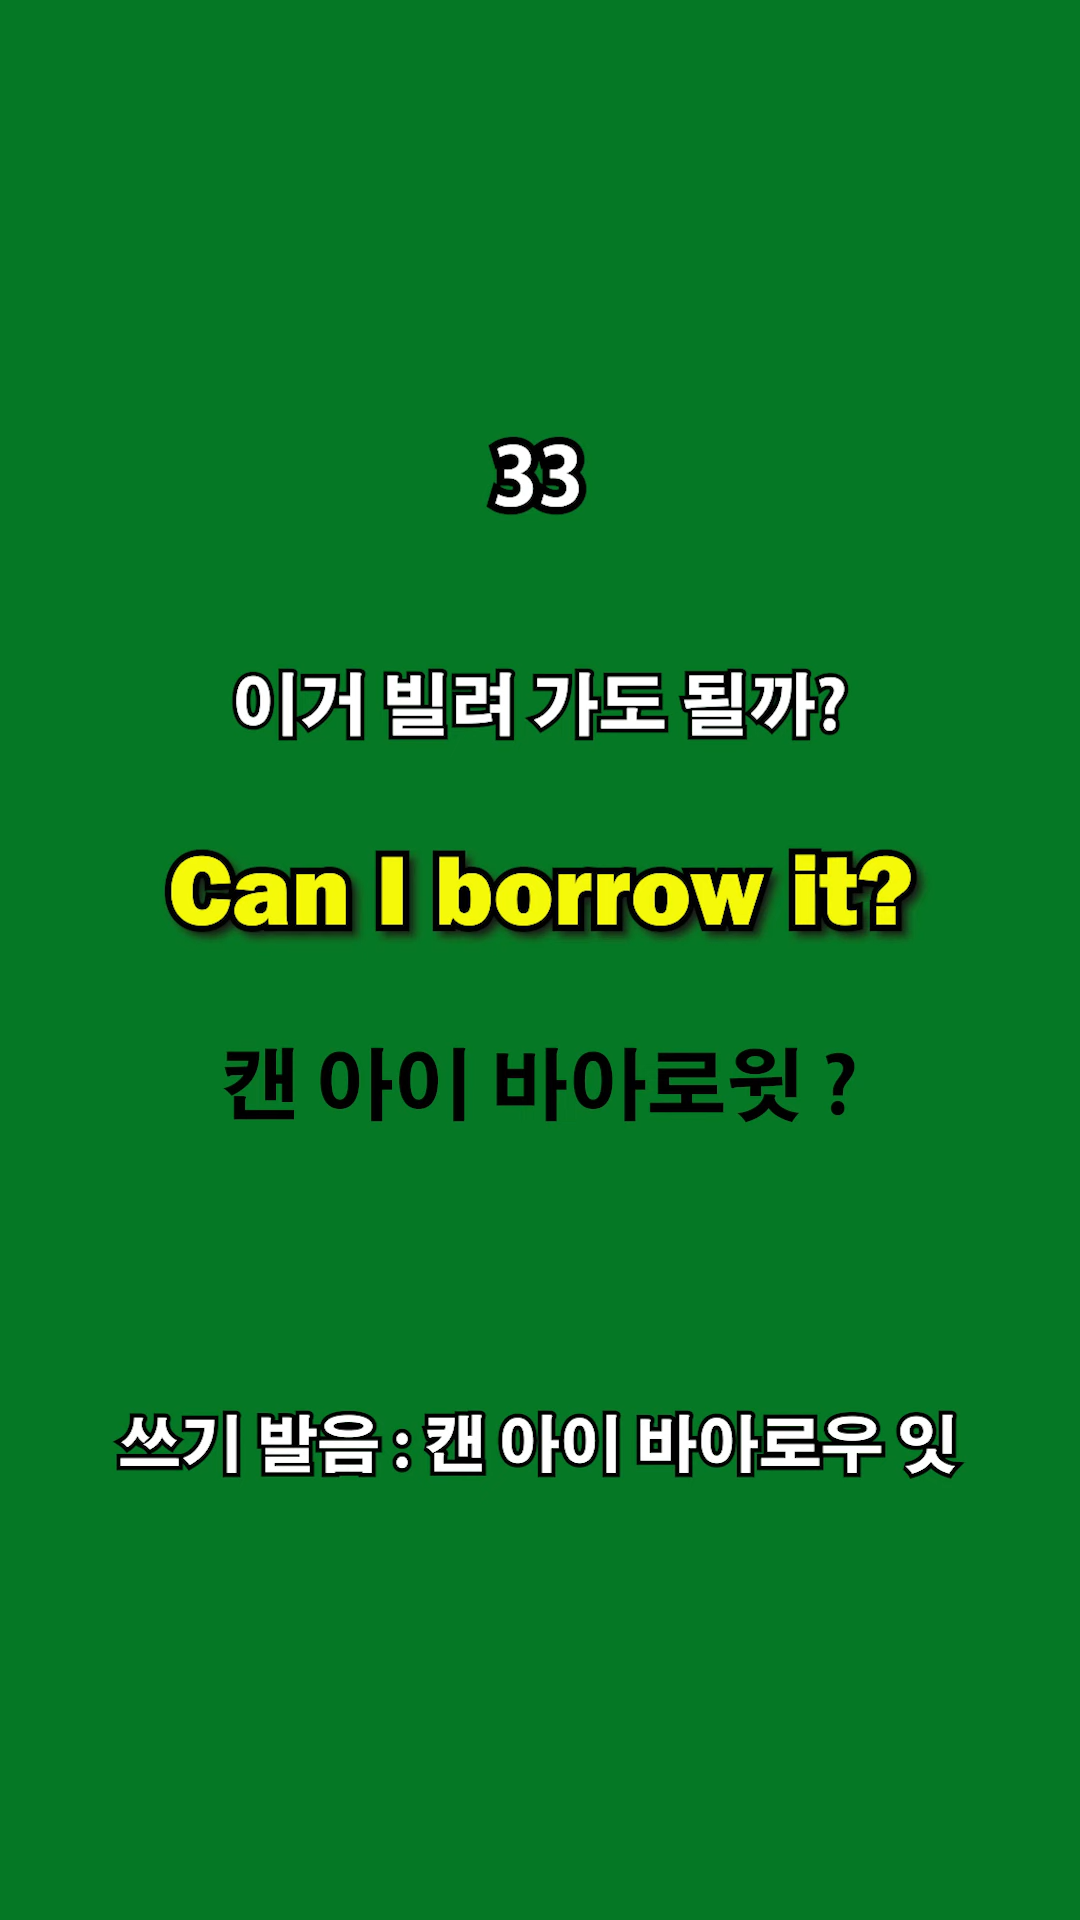 33
이거 빌려 가도 될까?
Can I borrow it?
캔 아이 바아로윗 ?
쓰기 발음 : 캔 아이 바아로우 잇